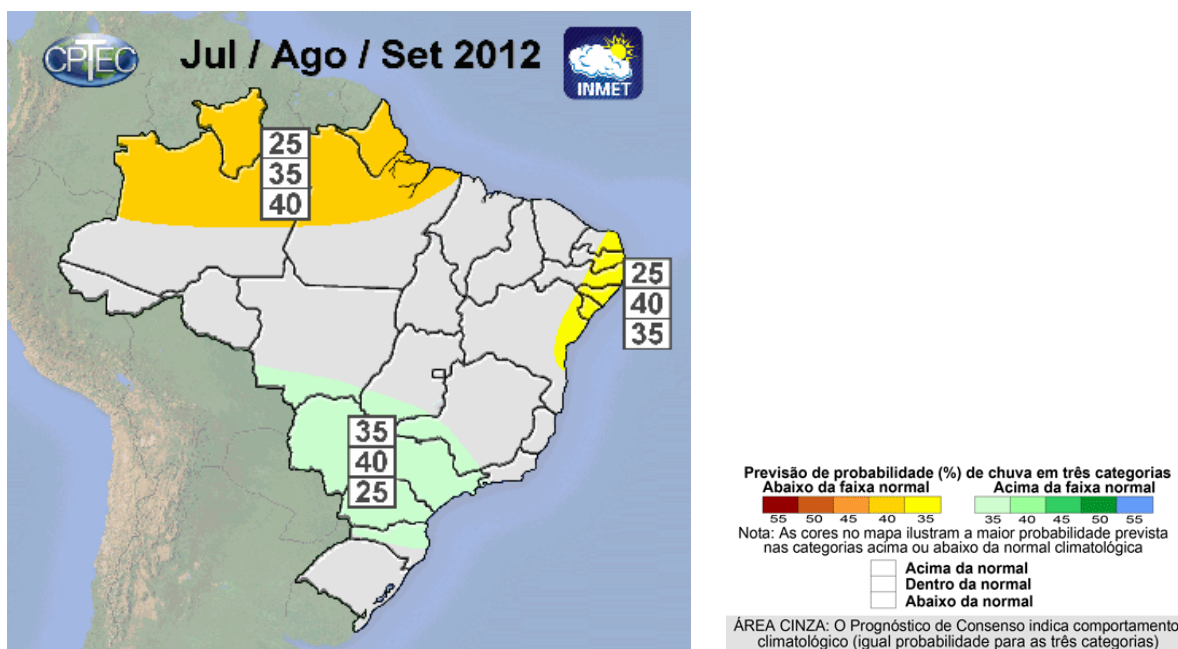 CPTEC
Jul / Ago / Set 2012
INMET
25
35
40
25
40
35
35
40
25
Previsão de probabilidade (%) de chuva em três categorias
Abaixo da faixa normal Acima da faixa normal
55 50 45 40 35 35 40 45 50 55
Nota: As cores no mapa ilustram a maior probabilidade prevista
nas categorias acima ou abaixo da normal climatológica
Acima da normal
Dentro da normal
Abaixo da normal
ÁREA CINZA: O Prognóstico de Consenso indica comportamento
climatológico (igual probabilidade para as três categorias)